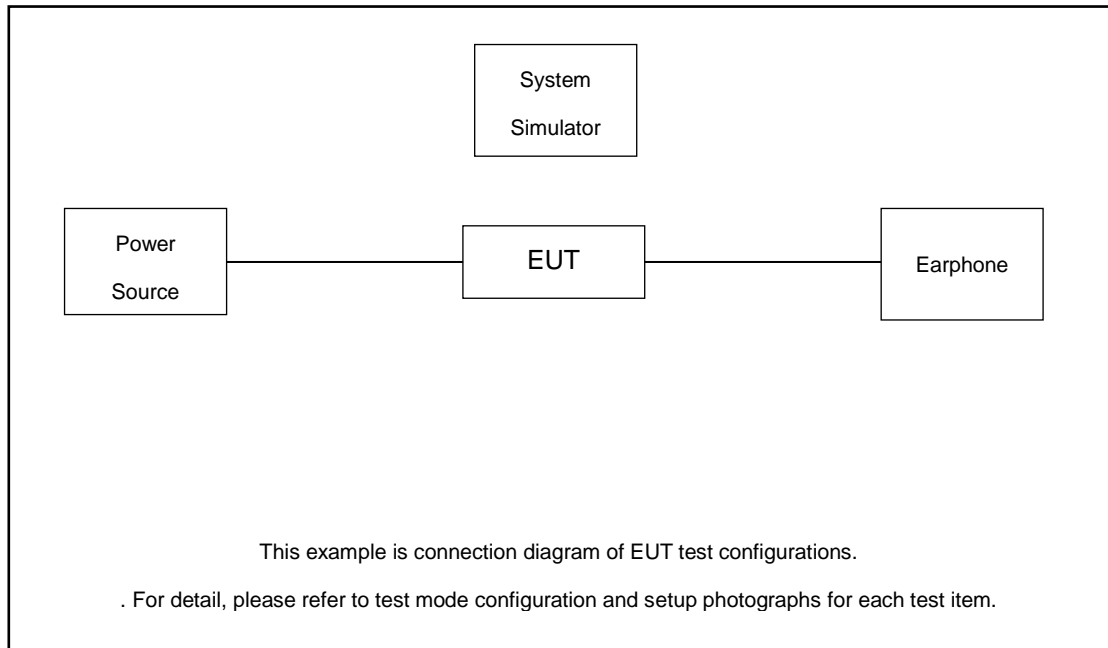 System
Simulator
Power
Source
EUT
Earphone
This example is connection diagram of EUT test configurations.
. For detail, please refer to test mode configuration and setup photographs for each test item.